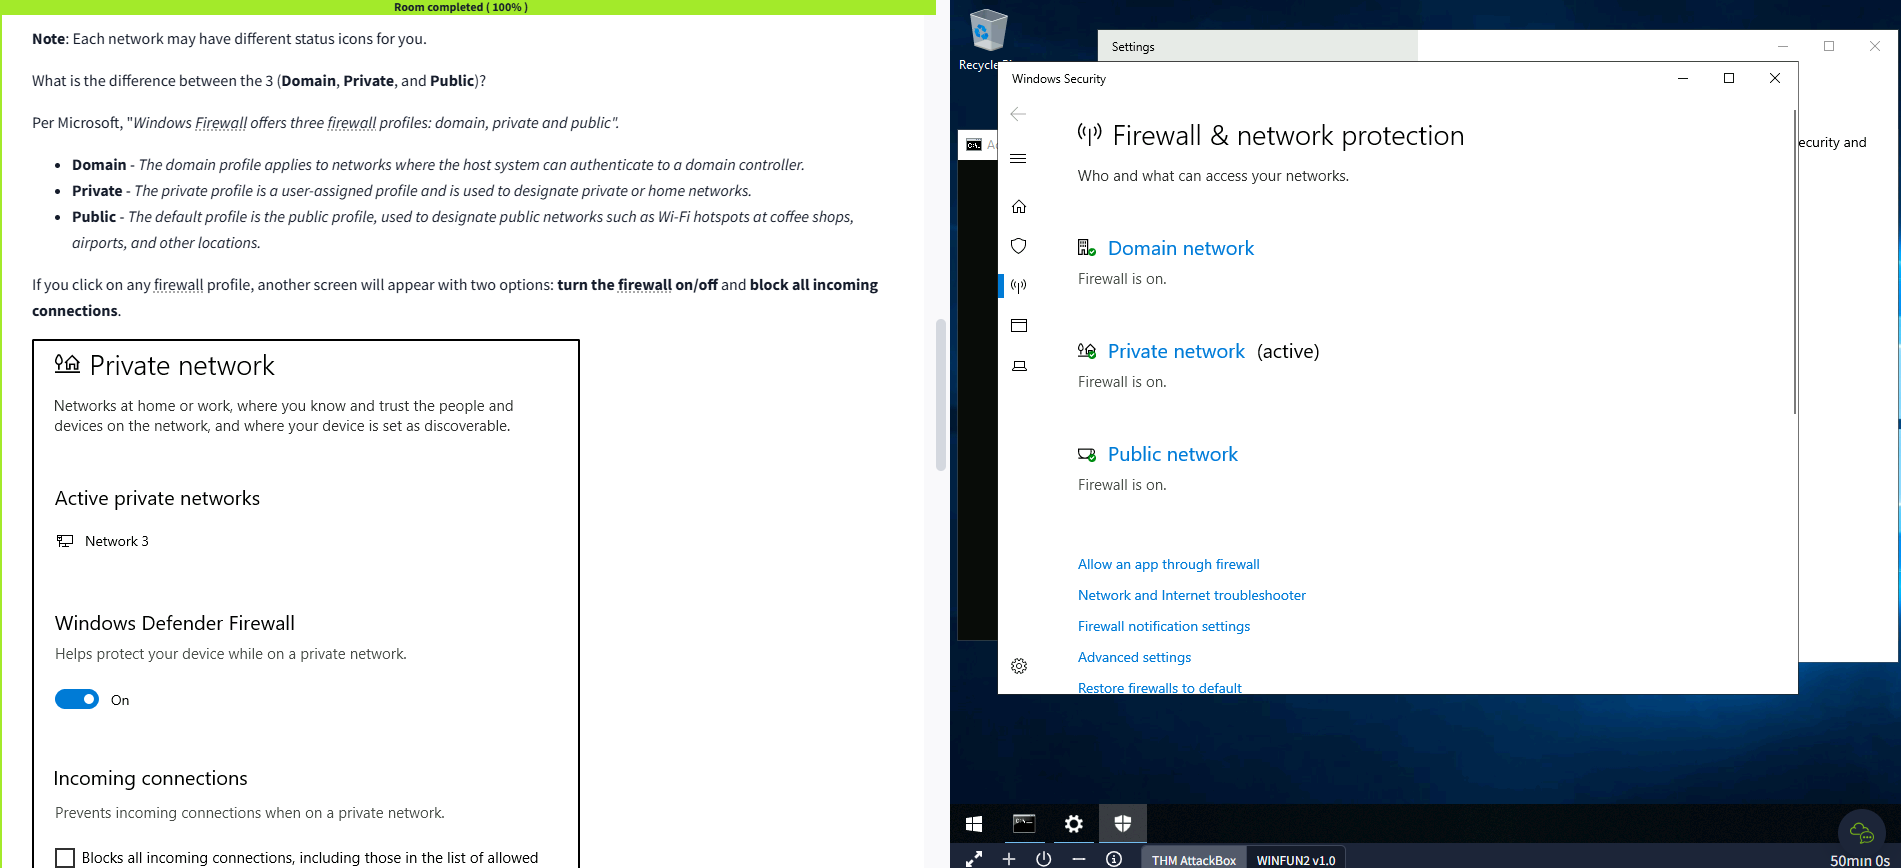 Room completed ( 100% )
Note: Each network may have different status icons for you.
What is the difference between the 3 (Domain, Private, and Public)?
Per Microsoft, "Windows Firewall offers three firewall profiles: domain, private and public".
• Domain - The domain profile applies to networks where the host system can authenticate to a domain controller.
• Private - The private profile is a user-assigned profile and is used to designate private or home networks.
• Public - The default profile is the public profile, used to designate public networks such as Wi-Fi hotspots at coffee shops,
airports, and other locations.
If you click on any firewall profile, another screen will appear with two options: turn the firewall on/off and block all incoming
connections.
Private network
Networks at home or work, where you know and trust the people and
devices on the network, and where your device is set as discoverable.
Active private networks
Network 3
Windows Defender Firewall
Helps protect your device while on a private network.
On
Incoming connections
Prevents incoming connections when on a private network.
Blocks all incoming connections, including those in the list of allowed
Recycle
Settings
Windows Security
ecurity and
Firewall & network protection
Who and what can access your networks.
Domain network
Firewall is on.
Private network (active)
Firewall is on.
Public network
Firewall is on.
Allow an app through firewall
Network and Internet troubleshooter
Firewall notification settings
Advanced settings
Restore firewalls to default
THM AttackBox
WINFUN2 v1.0
50min 0s